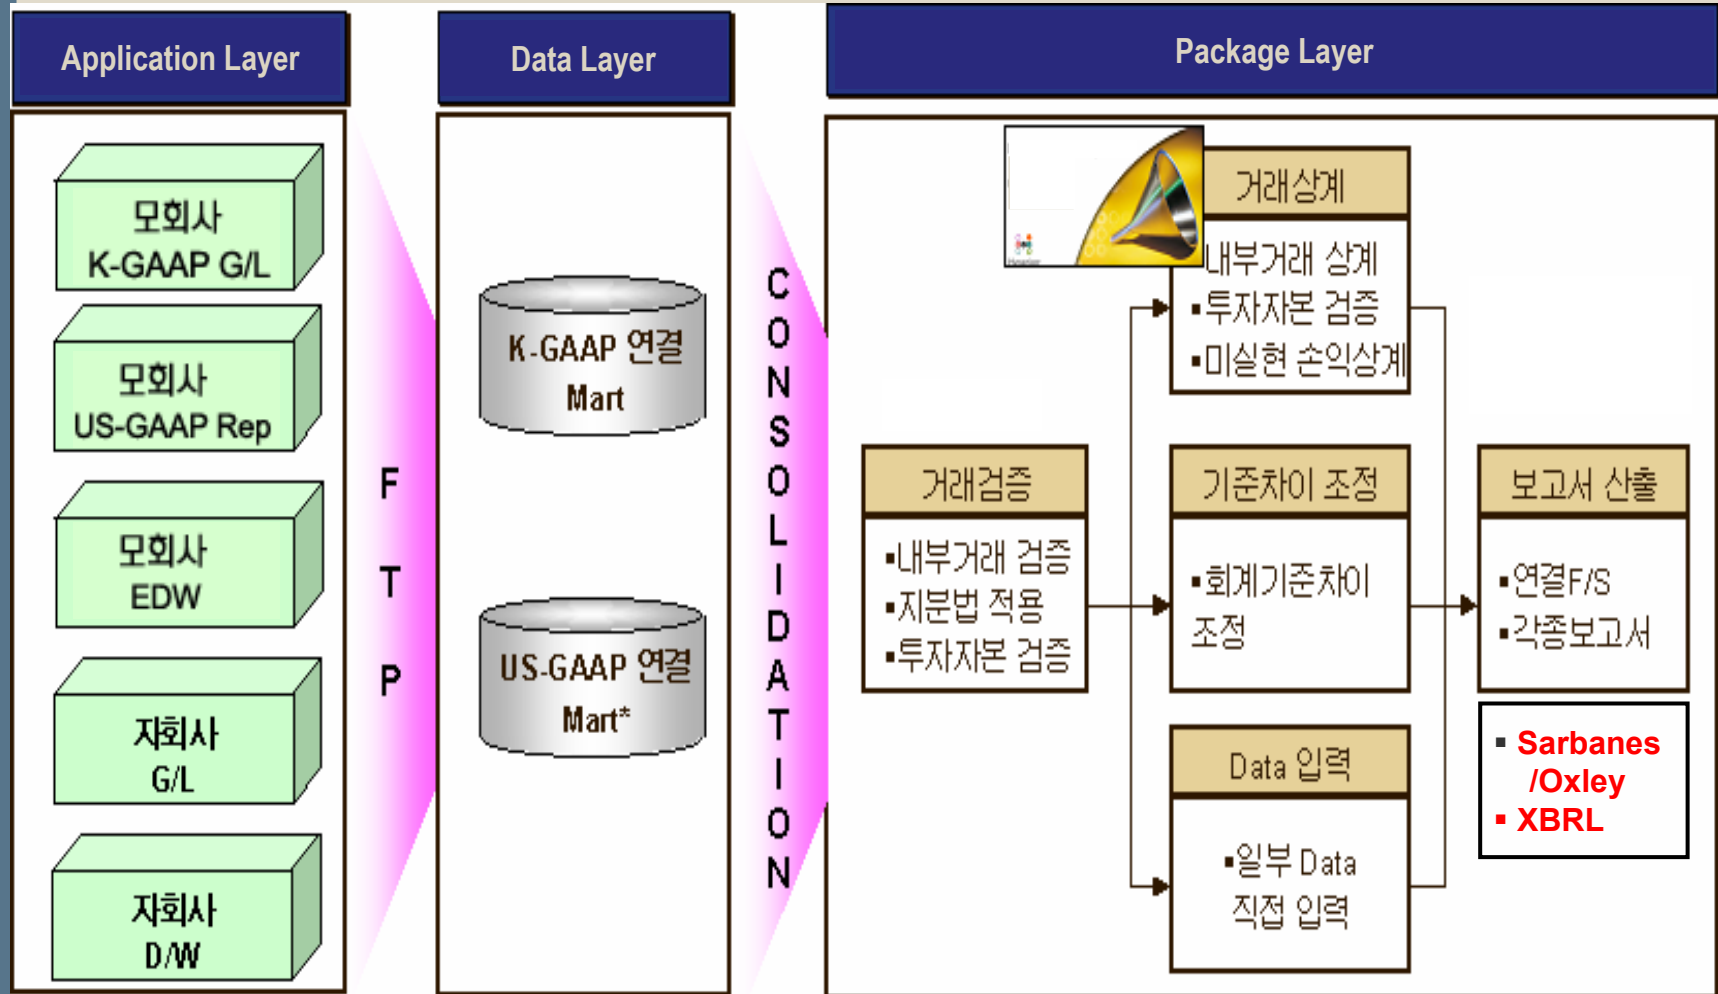 Application Layer
Data Layer
Package Layer
모회사
K-GAAP G/L
모회사
US-GAAP Rep
모회사
EDW
자회사
G/L
자회사
D/W
F
T
P
K-GAAP 연결
Mart
US-GAAP 연결
Mart*
C
O
N
S
O
L
I
D
A
T
I
O
N
거래검증
▪내부거래 검증
▪지분법 적용
▪투자자본 검증
거래상계
내부거래 상계
▪투자자본 검증
▪미실현 손익상계
기준차이 조정
▪회계기준차이
조정
Data 입력
▪일부 Data
직접 입력
보고서 산출
▪연결F/S
▪각종보고서
▪ Sarbanes
/Oxley
▪ XBRL